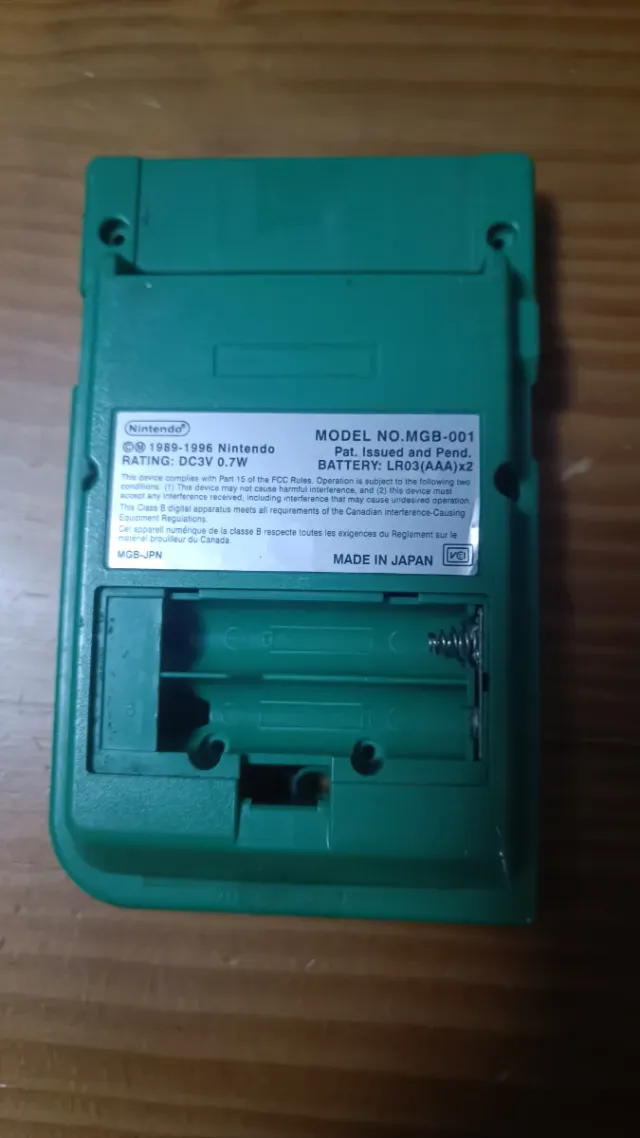 Nintendo®
©Ⓜ 1989-1996 Nintendo
RATING: DC3V 0.7W
MODEL NO.MGB-001
Pat. Issued and Pend.
BATTERY: LR03(AAA)x2
This device complies with Part 15 of the FCC Rules. Operation is subject to the following two
conditions. (1) This device may not cause harmful interference, and (2) this device must
accept any interference received, including interference that may cause undesired operation.
This Class B digital apparatus meets all requirements of the Canadian Interference-Causing
Equipment Regulations.
Cet appareil numérique de la classe B respecte toutes les exigences du Reglement sur le
matériel brouilleur du Canada.
MGB-JPN
MADE IN JAPAN
VCI